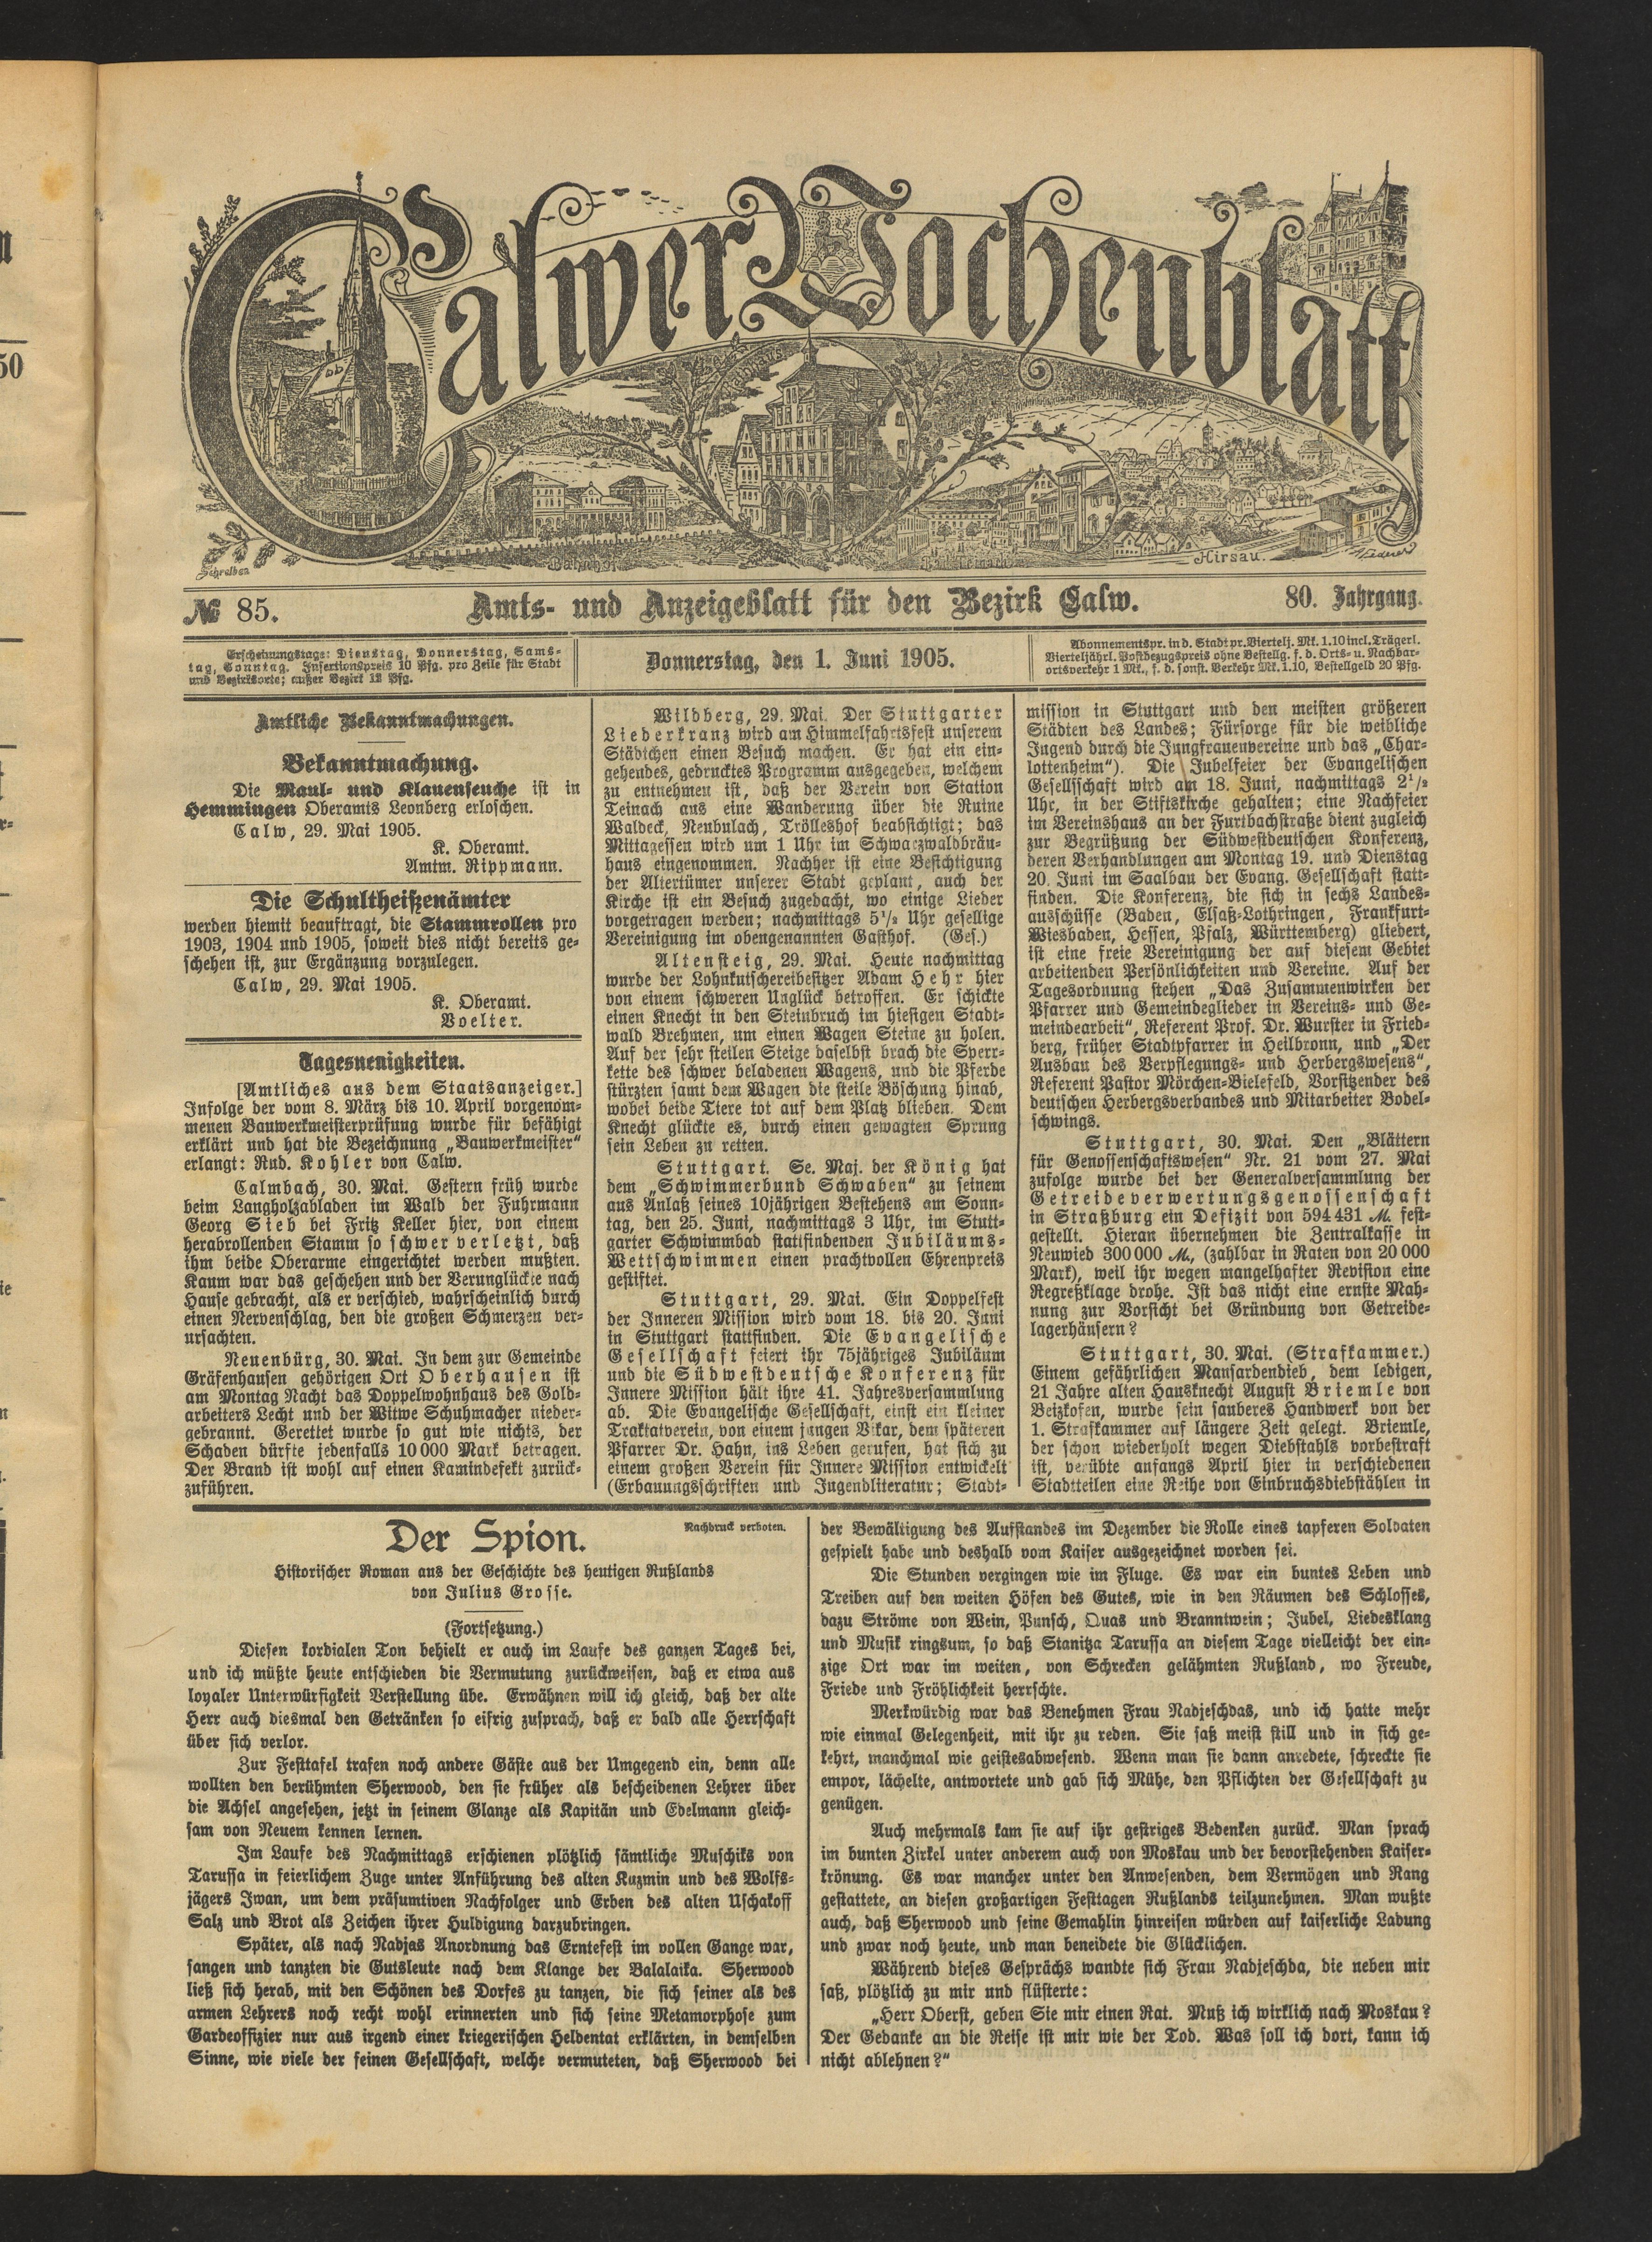 Calwer Wochenblatt
Rathhaus
Bahnhof
Hirsau.
№ 85.
Amts- und Anzeigeblatt für den Bezirk Calw.
80. Jahrgang.
Erscheinungstage: Dienstag, Donnerstag, Sams-
tag, Sonntag. Insertionspreis 10 Pfg. pro Zeile für Stadt
und Bezirksorte; außer Bezirk 12 Pfg.
Donnerstag, den 1. Juni 1905.
Abonnementspr. in d. Stadt pr. Viertelj. Mk. 1.10 incl. Trägerl.
Vierteljährl. Postbezugspreis ohne Bestellg. f. d. Orts- u. Nachbar-
ortsverkehr 1 Mk., f. d. sonst. Verkehr Mk. 1.10, Bestellgeld 20 Pfg.
Amtliche Bekanntmachungen.
Bekanntmachung.
Die Maul- und Klauenseuche ist in
Hemmingen Oberamts Leonberg erloschen.
Calw, 29. Mai 1905.
K. Oberamt.
Amtm. Rippmann.
Die Schultheißenämter
werden hiemit beauftragt, die Stammrollen pro
1903, 1904 und 1905, soweit dies nicht bereits ge-
schehen ist, zur Ergänzung vorzulegen.
Calw, 29. Mai 1905.
K. Oberamt.
Voelter.
Tagesneuigkeiten.
[Amtliches aus dem Staatsanzeiger.]
Infolge der vom 8. März bis 10. April vorgenom-
menen Bauwerkmeisterprüfung wurde für befähigt
erklärt und hat die Bezeichnung „Bauwerkmeister“
erlangt: Rud. Kohler von Calw.
Calmbach, 30. Mai. Gestern früh wurde
beim Langholzabladen im Wald der Fuhrmann
Georg Sieb bei Fritz Keller hier, von einem
herabrollenden Stamm so schwer verletzt, daß
ihm beide Oberarme eingerichtet werden mußten.
Kaum war das geschehen und der Verunglückte nach
Hause gebracht, als er verschied, wahrscheinlich durch
einen Nervenschlag, den die großen Schmerzen ver-
ursachten.
Neuenbürg, 30. Mai. In dem zur Gemeinde
Gräfenhausen gehörigen Ort Oberhausen ist
am Montag Nacht das Doppelwohnhaus des Gold-
arbeiters Lecht und der Witwe Schuhmacher nieder-
gebrannt. Gerettet wurde so gut wie nichts, der
Schaden dürfte jedenfalls 10 000 Mark betragen.
Der Brand ist wohl auf einen Kamindefekt zurück-
zuführen.
Wildberg, 29. Mai. Der Stuttgarter
Liederkranz wird am Himmelfahrtsfest unserem
Städtchen einen Besuch machen. Er hat ein ein-
gehendes, gedrucktes Programm ausgegeben, welchem
zu entnehmen ist, daß der Verein von Station
Teinach aus eine Wanderung über die Ruine
Waldeck, Neubulach, Trölleshof beabsichtigt; das
Mittagessen wird um 1 Uhr im Schwarzwaldbräu-
haus eingenommen. Nachher ist eine Besichtigung
der Altertümer unserer Stadt geplant, auch der
Kirche ist ein Besuch zugedacht, wo einige Lieder
vorgetragen werden; nachmittags 5½ Uhr gesellige
Vereinigung im obengenannten Gasthof. (Ges.)
Altensteig, 29. Mai. Heute nachmittag
wurde der Lohnkutschereibesitzer Adam Hehr hier
von einem schweren Unglück betroffen. Er schickte
einen Knecht in den Steinbruch im hiesigen Stadt-
wald Brehmen, um einen Wagen Steine zu holen.
Auf der sehr steilen Steige daselbst brach die Sperr-
kette des schwer beladenen Wagens, und die Pferde
stürzten samt dem Wagen die steile Böschung hinab,
wobei beide Tiere tot auf dem Platz blieben. Dem
Knecht glückte es, durch einen gewagten Sprung
sein Leben zu retten.
Stuttgart. Se. Maj. der König hat
dem „Schwimmerbund Schwaben“ zu seinem
aus Anlaß seines 10jährigen Bestehens am Sonn-
tag, den 25. Juni, nachmittags 3 Uhr, im Stutt-
garter Schwimmbad stattfindenden Jubiläums-
Wettschwimmen einen prachtvollen Ehrenpreis
gestiftet.
Stuttgart, 29. Mai. Ein Doppelfest
der Inneren Mission wird vom 18. bis 20. Juni
in Stuttgart stattfinden. Die Evangelische
Gesellschaft feiert ihr 75jähriges Jubiläum
und die Südwestdeutsche Konferenz für
Innere Mission hält ihre 41. Jahresversammlung
ab. Die Evangelische Gesellschaft, einst ein kleiner
Traktatverein, von einem jungen Vikar, dem späteren
Pfarrer Dr. Hahn, ins Leben gerufen, hat sich zu
einem großen Verein für Innere Mission entwickelt
(Erbauungsschriften und Jugendliteratur; Stadt-
mission in Stuttgart und den meisten größeren
Städten des Landes; Fürsorge für die weibliche
Jugend durch die Jungfrauenvereine und das „Char-
lottenheim“). Die Jubelfeier der Evangelischen
Gesellschaft wird am 18. Juni, nachmittags 2½
Uhr, in der Stiftskirche gehalten; eine Nachfeier
im Vereinshaus an der Furtbachstraße dient zugleich
zur Begrüßung der Südwestdeutschen Konferenz,
deren Verhandlungen am Montag 19. und Dienstag
20. Juni im Saalbau der Evang. Gesellschaft statt-
finden. Die Konferenz, die sich in sechs Landes-
ausschüsse (Baden, Elsaß-Lothringen, Frankfurt-
Wiesbaden, Hessen, Pfalz, Württemberg) gliedert,
ist eine freie Vereinigung der auf diesem Gebiet
arbeitenden Persönlichkeiten und Vereine. Auf der
Tagesordnung stehen „Das Zusammenwirken der
Pfarrer und Gemeindeglieder in Vereins- und Ge-
meindearbeit“, Referent Prof. Dr. Wurster in Fried-
berg, früher Stadtpfarrer in Heilbronn, und „Der
Ausbau des Verpflegungs- und Herbergswesens“,
Referent Pastor Mörchen-Bielefeld, Vorsitzender des
deutschen Herbergsverbandes und Mitarbeiter Bodel-
schwings.
Stuttgart, 30. Mai. Den „Blättern
für Genossenschaftswesen“ Nr. 21 vom 27. Mai
zufolge wurde bei der Generalversammlung der
Getreideverwertungsgenossenschaft
in Straßburg ein Defizit von 594 431 M. fest-
gestellt. Hieran übernehmen die Zentralkasse in
Neuwied 300 000 M., (zahlbar in Raten von 20 000
Mark), weil ihr wegen mangelhafter Revision eine
Regreßklage drohe. Ist das nicht eine ernste Mah-
nung zur Vorsicht bei Gründung von Getreide-
lagerhäusern?
Stuttgart, 30. Mai. (Strafkammer.)
Einem gefährlichen Mansardendieb, dem ledigen,
21 Jahre alten Hausknecht August Briemle von
Beizkofen, wurde sein sauberes Handwerk von der
1. Strafkammer auf längere Zeit gelegt. Briemle,
der schon wiederholt wegen Diebstahls vorbestraft
ist, verübte anfangs April hier in verschiedenen
Stadtteilen eine Reihe von Einbruchsdiebstählen in
Der Spion.
Nachdruck verboten.
Historischer Roman aus der Geschichte des heutigen Rußlands
von Julius Grosse.
(Fortsetzung.)
Diesen kordialen Ton behielt er auch im Laufe des ganzen Tages bei,
und ich müßte heute entschieden die Vermutung zurückweisen, daß er etwa aus
loyaler Unterwürfigkeit Verstellung übe. Erwähnen will ich gleich, daß der alte
Herr auch diesmal den Getränken so eifrig zusprach, daß er bald alle Herrschaft
über sich verlor.
Zur Festtafel trafen noch andere Gäste aus der Umgegend ein, denn alle
wollten den berühmten Sherwood, den sie früher als bescheidenen Lehrer über
die Achsel angesehen, jetzt in seinem Glanze als Kapitän und Edelmann gleich-
sam von Neuem kennen lernen.
Im Laufe des Nachmittags erschienen plötzlich sämtliche Muschiks von
Tarussa in feierlichem Zuge unter Anführung des alten Kuzmin und des Wolfs-
jägers Iwan, um dem präsumtiven Nachfolger und Erben des alten Uschakoff
Salz und Brot als Zeichen ihrer Huldigung darzubringen.
Später, als nach Nadjas Anordnung das Erntefest im vollen Gange war,
sangen und tanzten die Gutsleute nach dem Klange der Balalaika. Sherwood
ließ sich herab, mit den Schönen des Dorfes zu tanzen, die sich seiner als des
armen Lehrers noch recht wohl erinnerten und sich seine Metamorphose zum
Gardeoffizier nur aus irgend einer kriegerischen Heldentat erklärten, in demselben
Sinne, wie viele der feinen Gesellschaft, welche vermuteten, daß Sherwood bei
der Bewältigung des Aufstandes im Dezember die Rolle eines tapferen Soldaten
gespielt habe und deshalb vom Kaiser ausgezeichnet worden sei.
Die Stunden vergingen wie im Fluge. Es war ein buntes Leben und
Treiben auf den weiten Höfen des Gutes, wie in den Räumen des Schlosses,
dazu Ströme von Wein, Punsch, Quas und Branntwein; Jubel, Liedesklang
und Musik ringsum, so daß Stanitza Tarussa an diesem Tage vielleicht der ein-
zige Ort war im weiten, von Schrecken gelähmten Rußland, wo Freude,
Friede und Fröhlichkeit herrschte.
Merkwürdig war das Benehmen Frau Nadjeschdas, und ich hatte mehr
wie einmal Gelegenheit, mit ihr zu reden. Sie saß meist still und in sich ge-
kehrt, manchmal wie geistesabwesend. Wenn man sie dann anredete, schreckte sie
empor, lächelte, antwortete und gab sich Mühe, den Pflichten der Gesellschaft zu
genügen.
Auch mehrmals kam sie auf ihr gestriges Bedenken zurück. Man sprach
im bunten Zirkel unter anderem auch von Moskau und der bevorstehenden Kaiser-
krönung. Es war mancher unter den Anwesenden, dem Vermögen und Rang
gestattete, an diesen großartigen Festtagen Rußlands teilzunehmen. Man wußte
auch, daß Sherwood und seine Gemahlin hinreisen würden auf kaiserliche Ladung
und zwar noch heute, und man beneidete die Glücklichen.
Während dieses Gesprächs wandte sich Frau Nadjeschda, die neben mir
saß, plötzlich zu mir und flüsterte:
„Herr Oberst, geben Sie mir einen Rat. Muß ich wirklich nach Moskau?
Der Gedanke an die Reise ist mir wie der Tod. Was soll ich dort, kann ich
nicht ablehnen?“
50